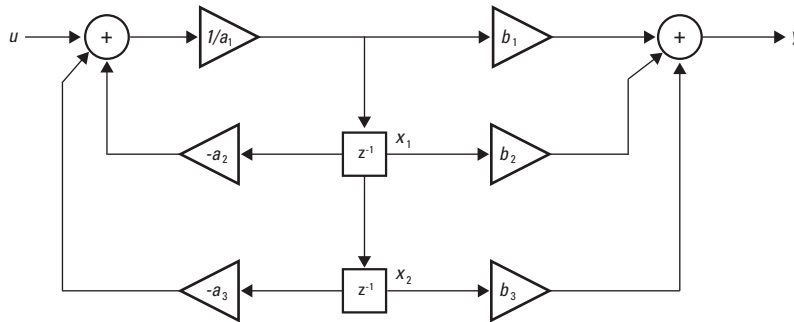 u
+
1/a₁
b₁
+
y
-a₂
z⁻¹
x₁
b₂
-a₃
z⁻¹
x₂
b₃